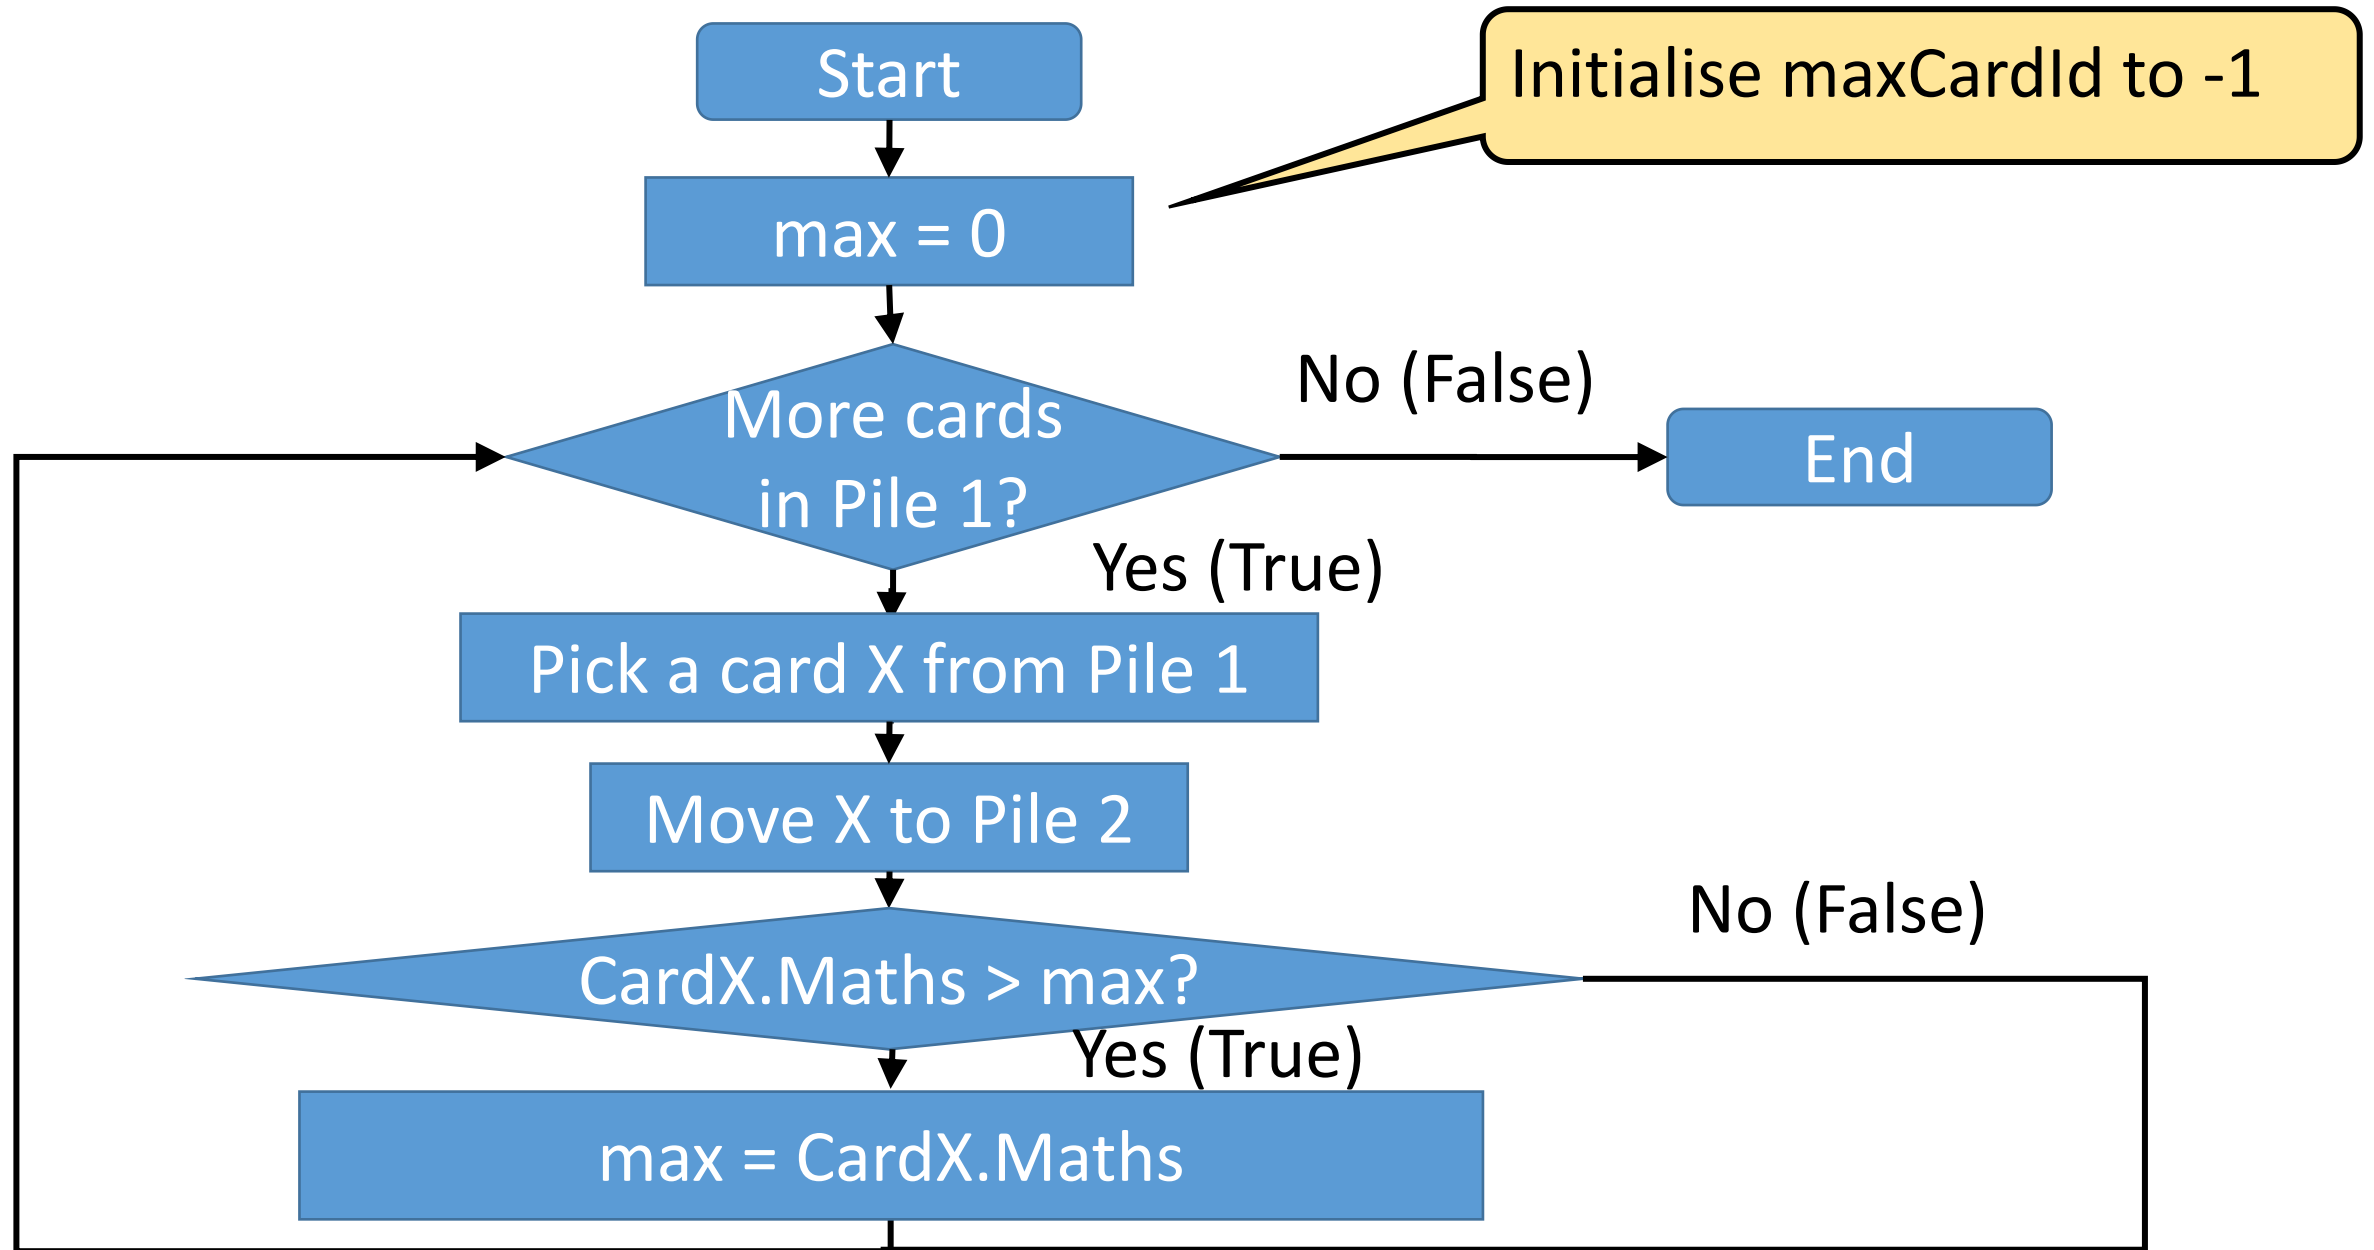 Start
Initialise maxCardId to -1
max = 0
More cards
in Pile 1?
No (False)
End
Yes (True)
Pick a card X from Pile 1
Move X to Pile 2
CardX.Maths > max?
No (False)
Yes (True)
max = CardX.Maths